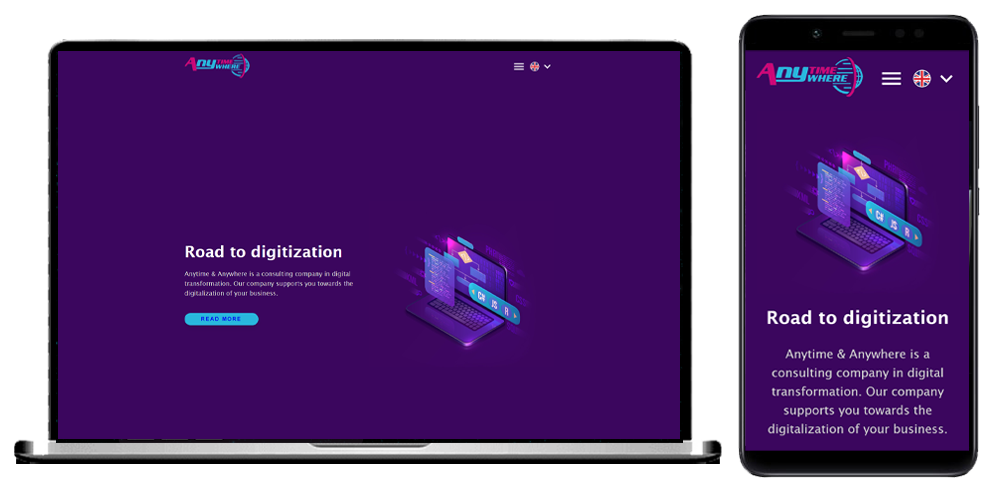 Any TIME
WHERE
Road to digitization
Anytime & Anywhere is a consulting company in digital
transformation. Our company supports you towards the
digitalization of your business.
READ MORE
JS
R
Any TIME
WHERE
JS
R
Road to digitization
Anytime & Anywhere is a
consulting company in digital
transformation. Our company
supports you towards the
digitalization of your business.